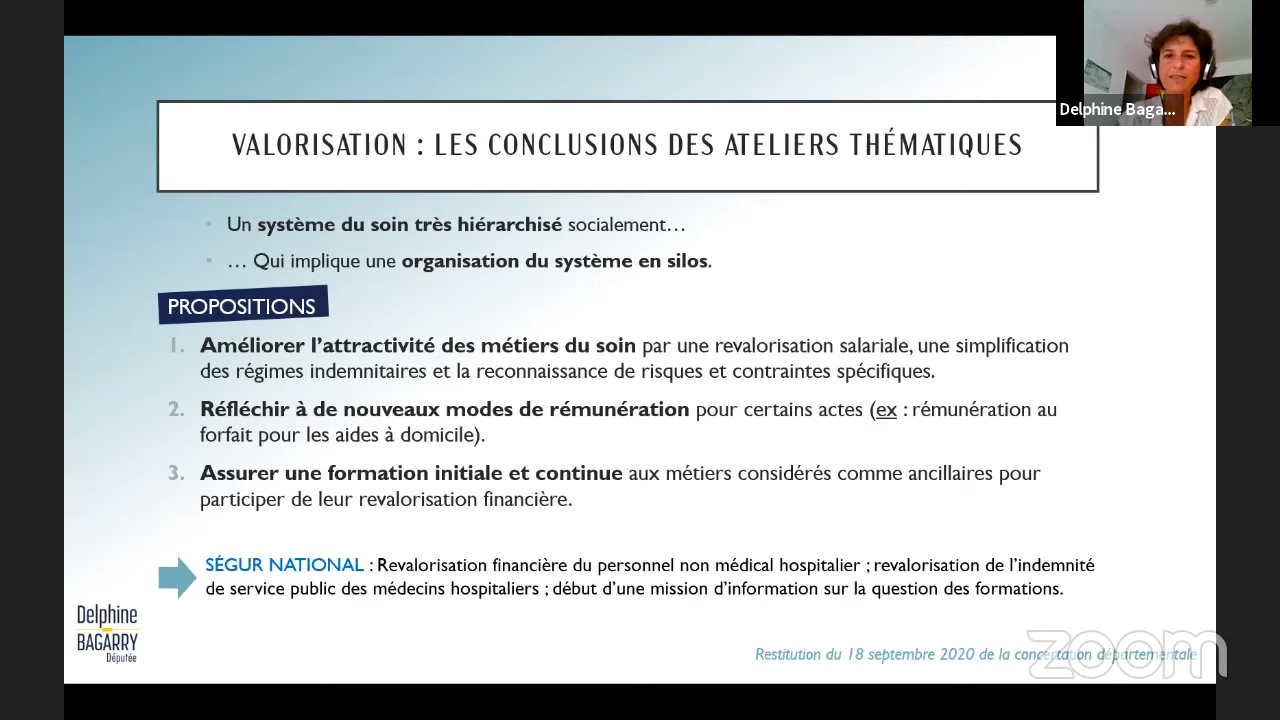 Delphine Baga...
VALORISATION : LES CONCLUSIONS DES ATELIERS THÉMATIQUES
• Un système du soin très hiérarchisé socialement…
• … Qui implique une organisation du système en silos.
PROPOSITIONS
1. Améliorer l’attractivité des métiers du soin par une revalorisation salariale, une simplification
des régimes indemnitaires et la reconnaissance de risques et contraintes spécifiques.
2. Réfléchir à de nouveaux modes de rémunération pour certains actes (ex : rémunération au
forfait pour les aides à domicile).
3. Assurer une formation initiale et continue aux métiers considérés comme ancillaires pour
participer de leur revalorisation financière.
SÉGUR NATIONAL : Revalorisation financière du personnel non médical hospitalier ; revalorisation de l’indemnité
de service public des médecins hospitaliers ; début d’une mission d’information sur la question des formations.
Delphine
BAGARRY
Députée
Restitution du 18 septembre 2020 de la concertation départementale
zoom